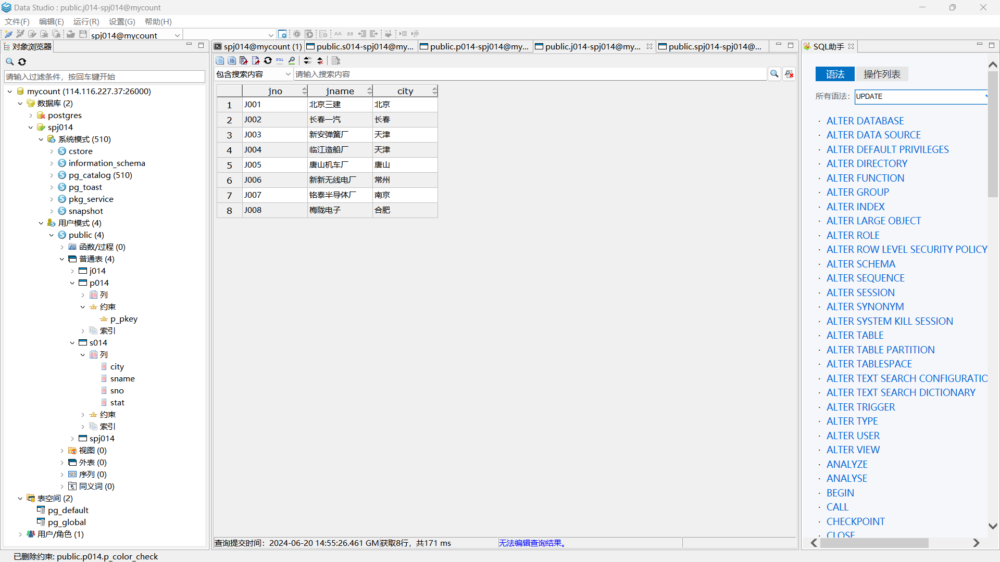 Data Studio : public.j014-spj014@mycount
文件(F) 编辑(E) 运行(R) 设置(G) 帮助(H)
spj014@mycount
对象浏览器
请输入过滤条件，按回车键开始
mycount (114.116.227.37:26000)
数据库 (2)
postgres
spj014
系统模式 (510)
cstore
information_schema
pg_catalog (510)
pg_toast
pkg_service
snapshot
用户模式 (4)
public (4)
函数/过程 (0)
普通表 (4)
j014
p014
列
约束
p_pkey
索引
s014
列
city
sname
sno
stat
约束
索引
spj014
视图 (0)
外表 (0)
序列 (0)
同义词 (0)
表空间 (2)
pg_default
pg_global
用户/角色 (1)
spj014@mycount (1) public.s014-spj014@my... public.p014-spj014@my... public.j014-spj014@my... public.spj014-spj014@...
包含搜索内容 请输入搜索内容
jno jname city
1 J001 北京三建 北京
2 J002 长春一汽 长春
3 J003 新安弹簧厂 天津
4 J004 临江造船厂 天津
5 J005 唐山机车厂 唐山
6 J006 新新无线电厂 常州
7 J007 铭泰半导体厂 南京
8 J008 梅陇电子 合肥
查询提交时间：2024-06-20 14:55:26.461 GM 获取8行，共171 ms 无法编辑查询结果。
SQL助手
语法 操作列表
所有语法: UPDATE
· ALTER DATABASE
· ALTER DATA SOURCE
· ALTER DEFAULT PRIVILEGES
· ALTER DIRECTORY
· ALTER FUNCTION
· ALTER GROUP
· ALTER INDEX
· ALTER LARGE OBJECT
· ALTER ROLE
· ALTER ROW LEVEL SECURITY POLICY
· ALTER SCHEMA
· ALTER SEQUENCE
· ALTER SESSION
· ALTER SYNONYM
· ALTER SYSTEM KILL SESSION
· ALTER TABLE
· ALTER TABLE PARTITION
· ALTER TABLESPACE
· ALTER TEXT SEARCH CONFIGURATIO
· ALTER TEXT SEARCH DICTIONARY
· ALTER TRIGGER
· ALTER TYPE
· ALTER USER
· ALTER VIEW
· ANALYZE
· ANALYSE
· BEGIN
· CALL
· CHECKPOINT
· CLOSE
已删除约束: public.p014.p_color_check